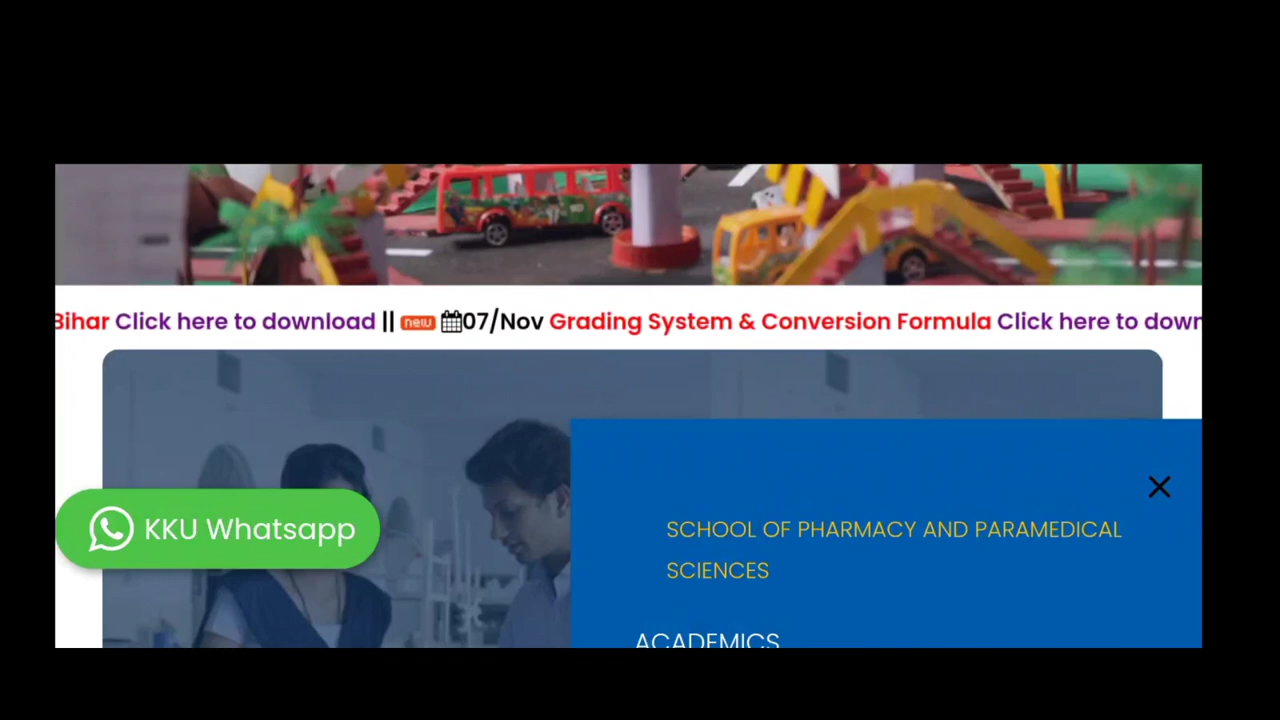 Bihar Click here to download || new 07/Nov Grading System & Conversion Formula Click here to down
KKU Whatsapp
SCHOOL OF PHARMACY AND PARAMEDICAL
SCIENCES
ACADEMICS